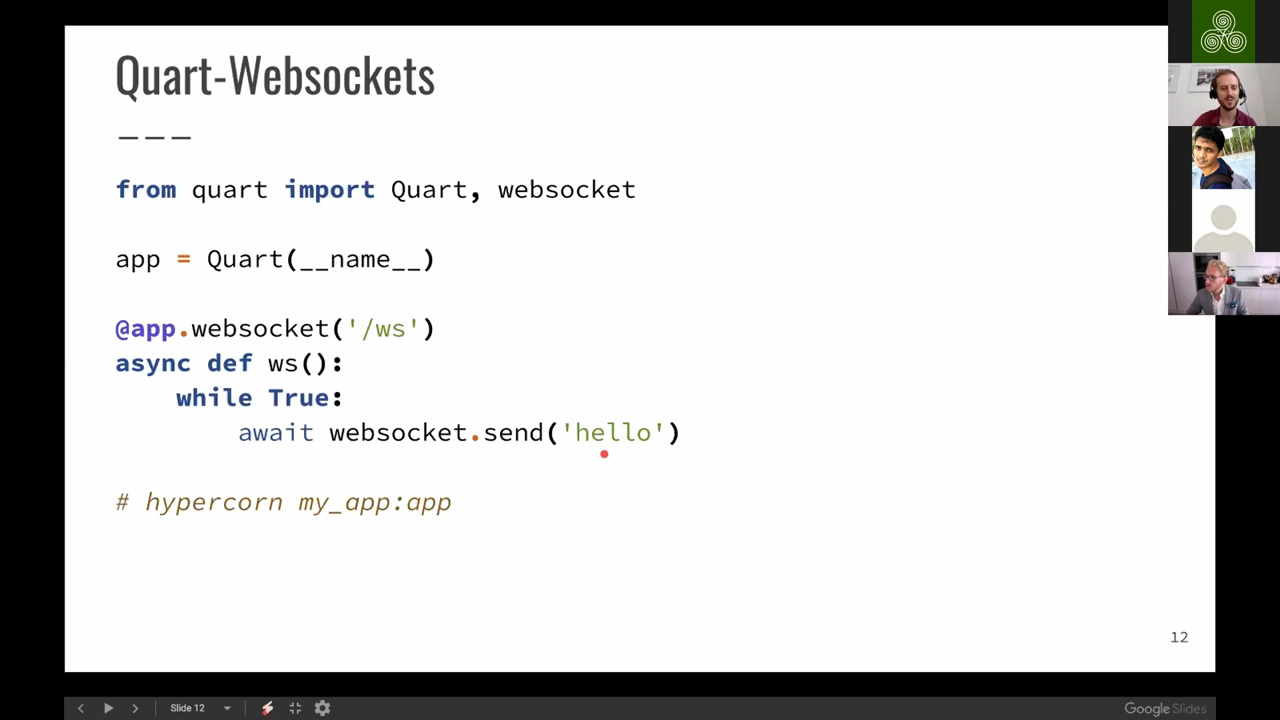 Quart-Websockets
from quart import Quart, websocket
app = Quart(__name__)
@app.websocket('/ws')
async def ws():
    while True:
        await websocket.send('hello')
# hypercorn my_app:app
12
Slide 12
Google Slides